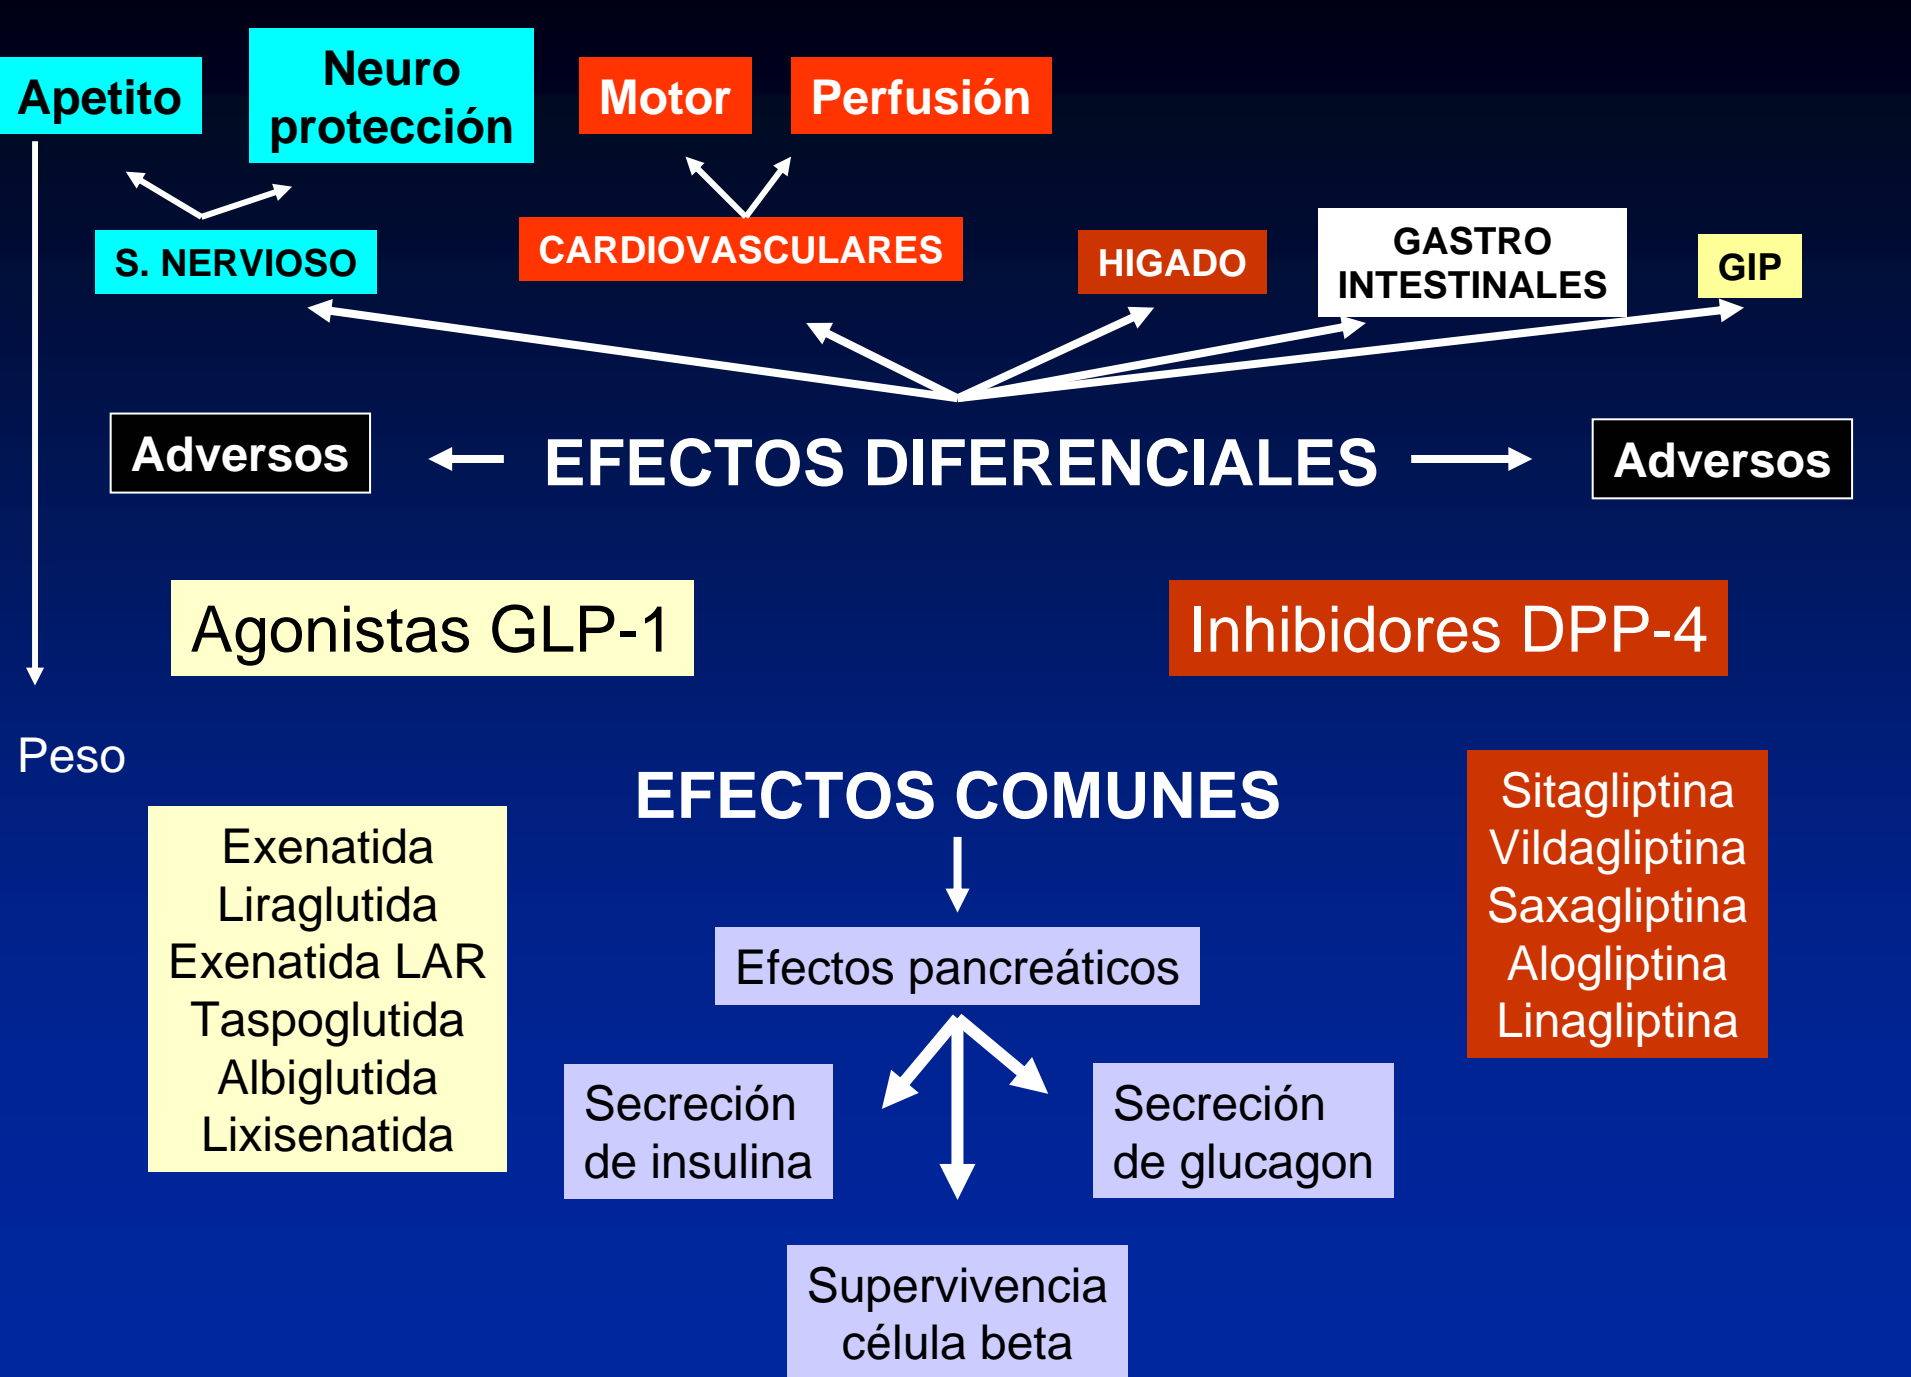 Apetito
Neuro
protección
Motor
Perfusión
S. NERVIOSO
CARDIOVASCULARES
HIGADO
GASTRO
INTESTINALES
GIP
Adversos
EFECTOS DIFERENCIALES
Adversos
Agonistas GLP-1
Inhibidores DPP-4
Peso
EFECTOS COMUNES
Exenatida
Liraglutida
Exenatida LAR
Taspoglutida
Albiglutida
Lixisenatida
Sitagliptina
Vildagliptina
Saxagliptina
Alogliptina
Linagliptina
Efectos pancreáticos
Secreción
de insulina
Secreción
de glucagon
Supervivencia
célula beta